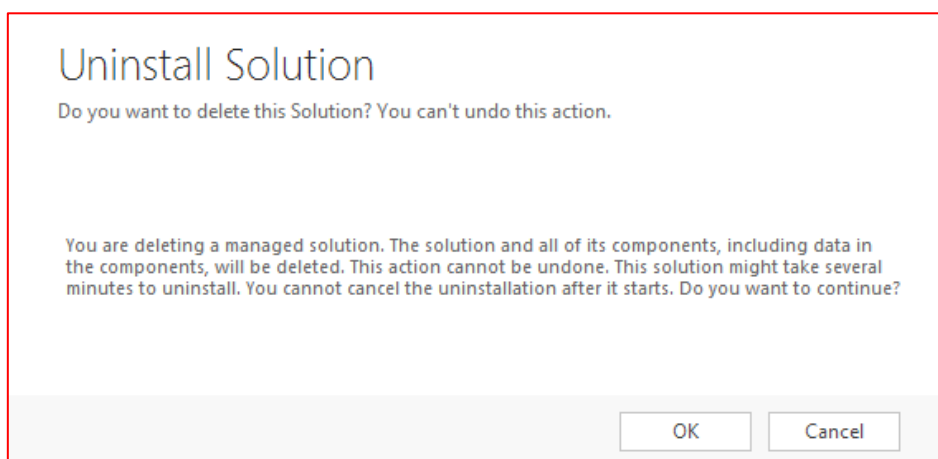 Uninstall Solution
Do you want to delete this Solution? You can't undo this action.
You are deleting a managed solution. The solution and all of its components, including data in
the components, will be deleted. This action cannot be undone. This solution might take several
minutes to uninstall. You cannot cancel the uninstallation after it starts. Do you want to continue?
OK
Cancel